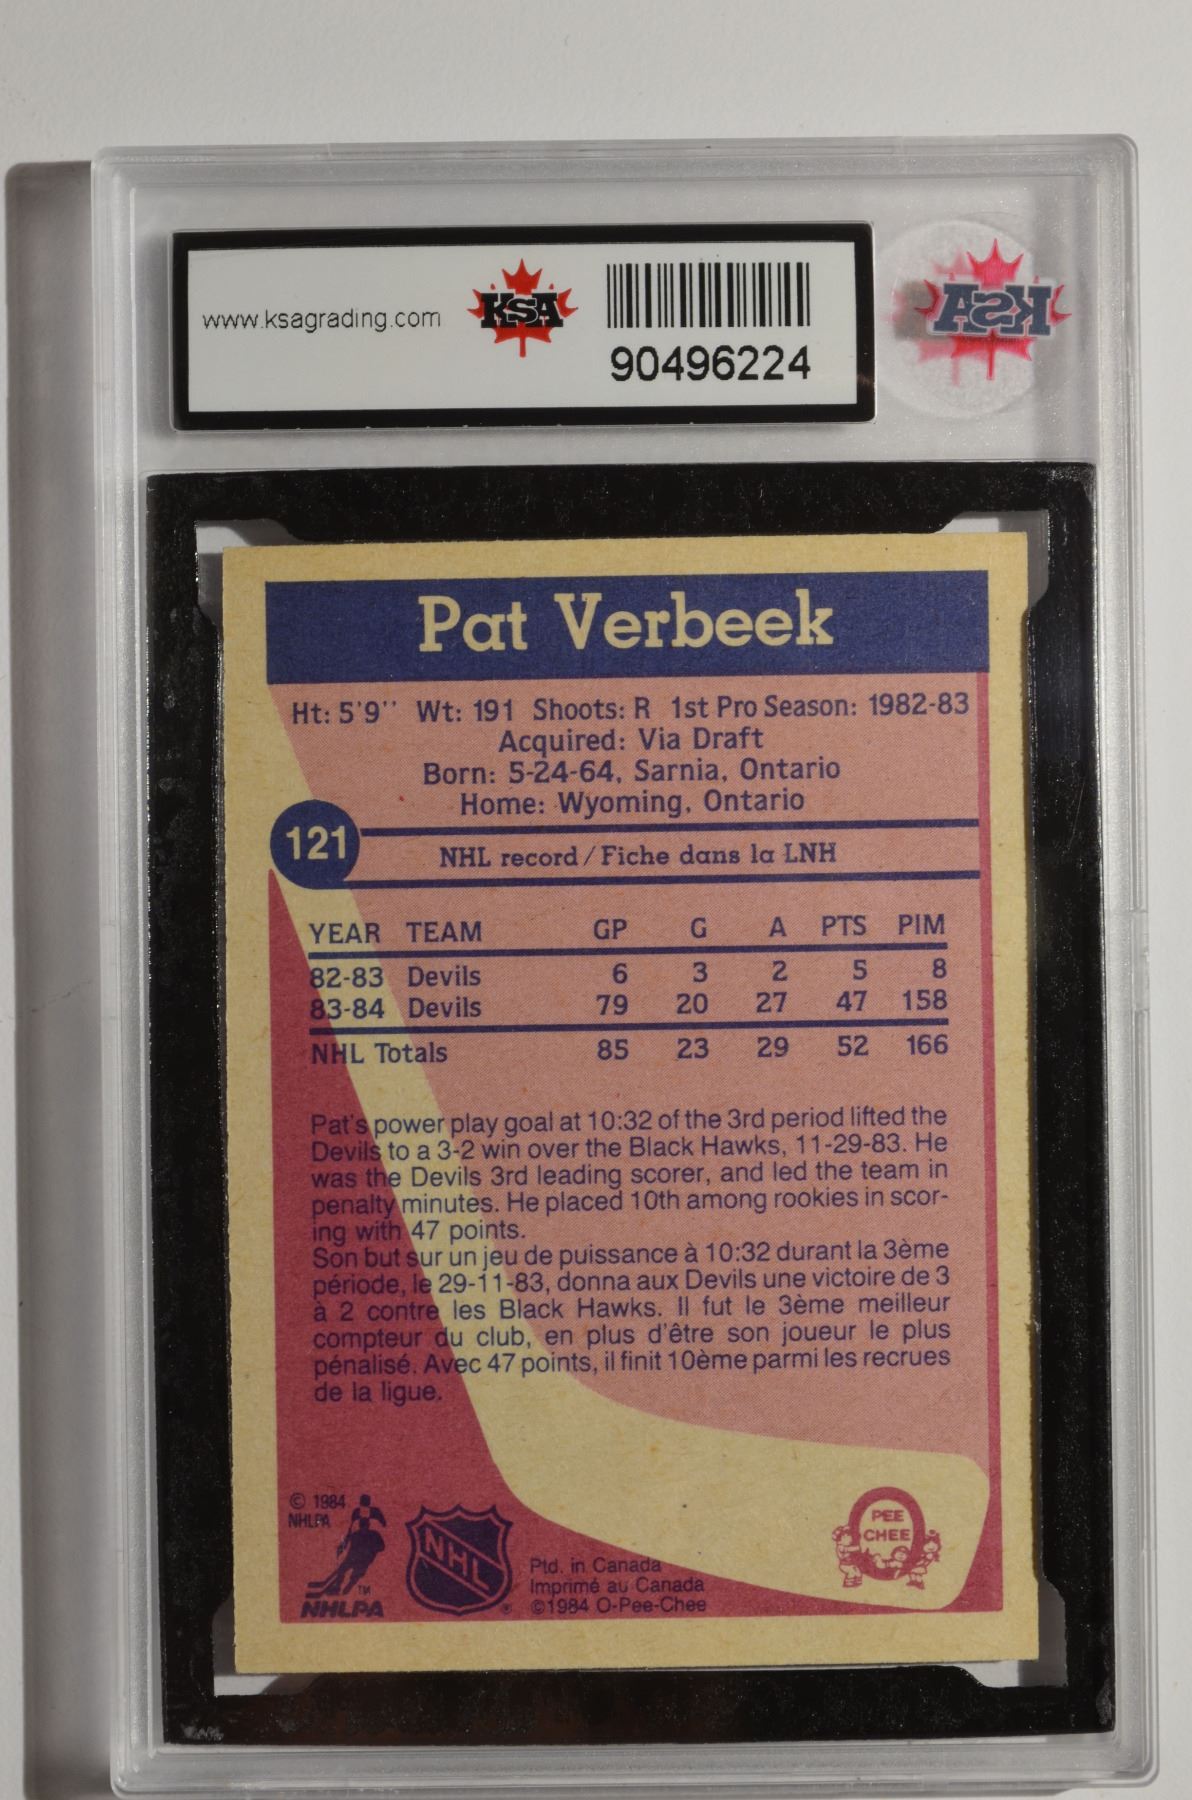 www.ksagrading.com
KSA
90496224
KSA
Pat Verbeek
Ht: 5'9'' Wt: 191 Shoots: R 1st Pro Season: 1982-83
Acquired: Via Draft
Born: 5-24-64, Sarnia, Ontario
Home: Wyoming, Ontario
121
NHL record/Fiche dans la LNH
YEAR TEAM GP G A PTS PIM
82-83 Devils 6 3 2 5 8
83-84 Devils 79 20 27 47 158
NHL Totals 85 23 29 52 166
Pat's power play goal at 10:32 of the 3rd period lifted the
Devils to a 3-2 win over the Black Hawks, 11-29-83. He
was the Devils 3rd leading scorer, and led the team in
penalty minutes. He placed 10th among rookies in scor-
ing with 47 points.
Son but sur un jeu de puissance à 10:32 durant la 3ème
période, le 29-11-83, donna aux Devils une victoire de 3
à 2 contre les Black Hawks. Il fut le 3ème meilleur
compteur du club, en plus d'être son joueur le plus
pénalisé. Avec 47 points, il finit 10ème parmi les recrues
de la ligue.
© 1984
NHLPA
TM
NHLPA
NHL
®
Ptd. in Canada
Imprimé au Canada
©1984 O-Pee-Chee
PEE
CHEE